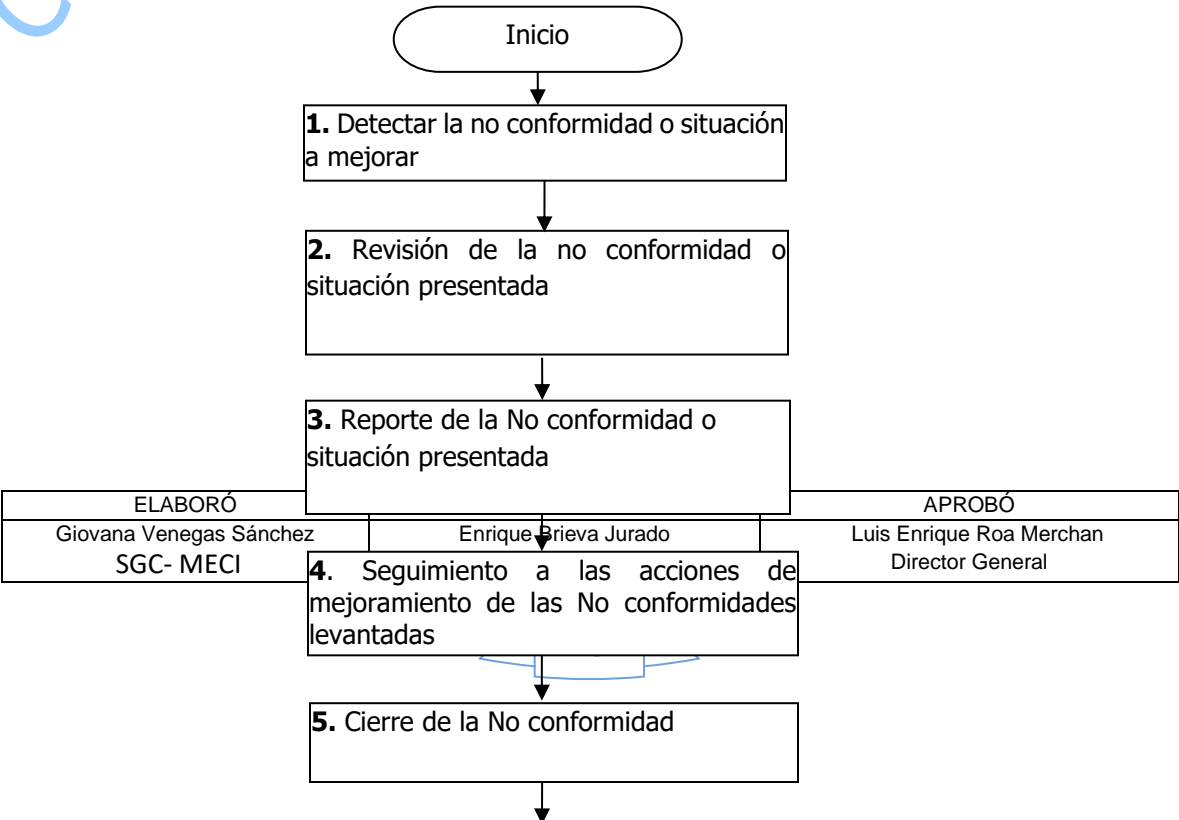 Inicio
1. Detectar la no conformidad o situación
a mejorar
2. Revisión de la no conformidad o
situación presentada
3. Reporte de la No conformidad o
situación presentada
ELABORÓ
APROBÓ
Giovana Venegas Sánchez
Enrique Brieva Jurado
Luis Enrique Roa Merchan
SGC- MECI
Director General
4. Seguimiento a las acciones de
mejoramiento de las No conformidades
levantadas
5. Cierre de la No conformidad